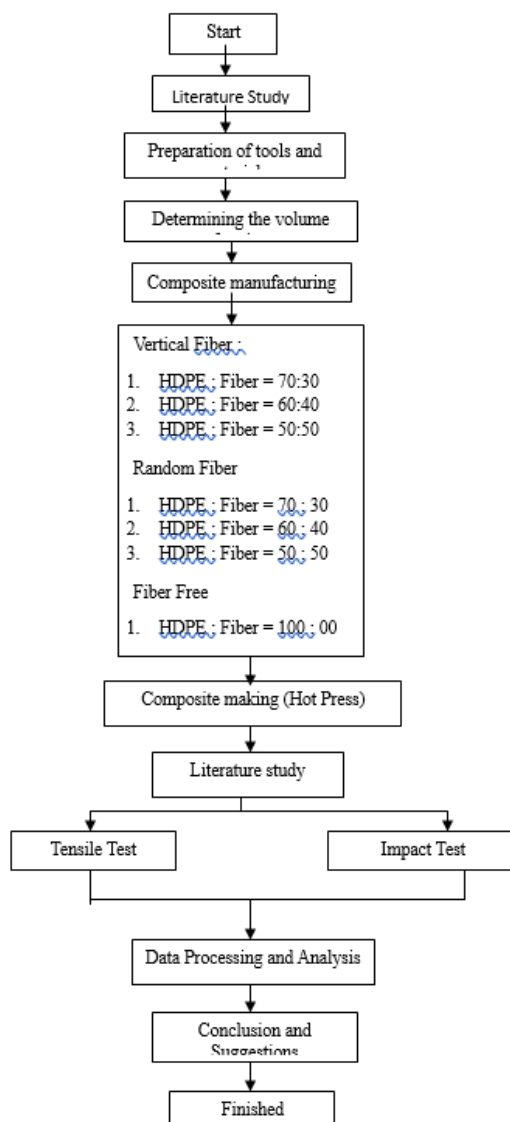 Start
Literature Study
Preparation of tools and
Determining the volume
Composite manufacturing
Vertical Fiber :
1. HDPE : Fiber = 70:30
2. HDPE : Fiber = 60:40
3. HDPE : Fiber = 50:50
Random Fiber
1. HDPE : Fiber = 70 : 30
2. HDPE : Fiber = 60 : 40
3. HDPE : Fiber = 50 : 50
Fiber Free
1. HDPE : Fiber = 100 : 00
Composite making (Hot Press)
Literature study
Tensile Test
Impact Test
Data Processing and Analysis
Conclusion and
Suggestions
Finished